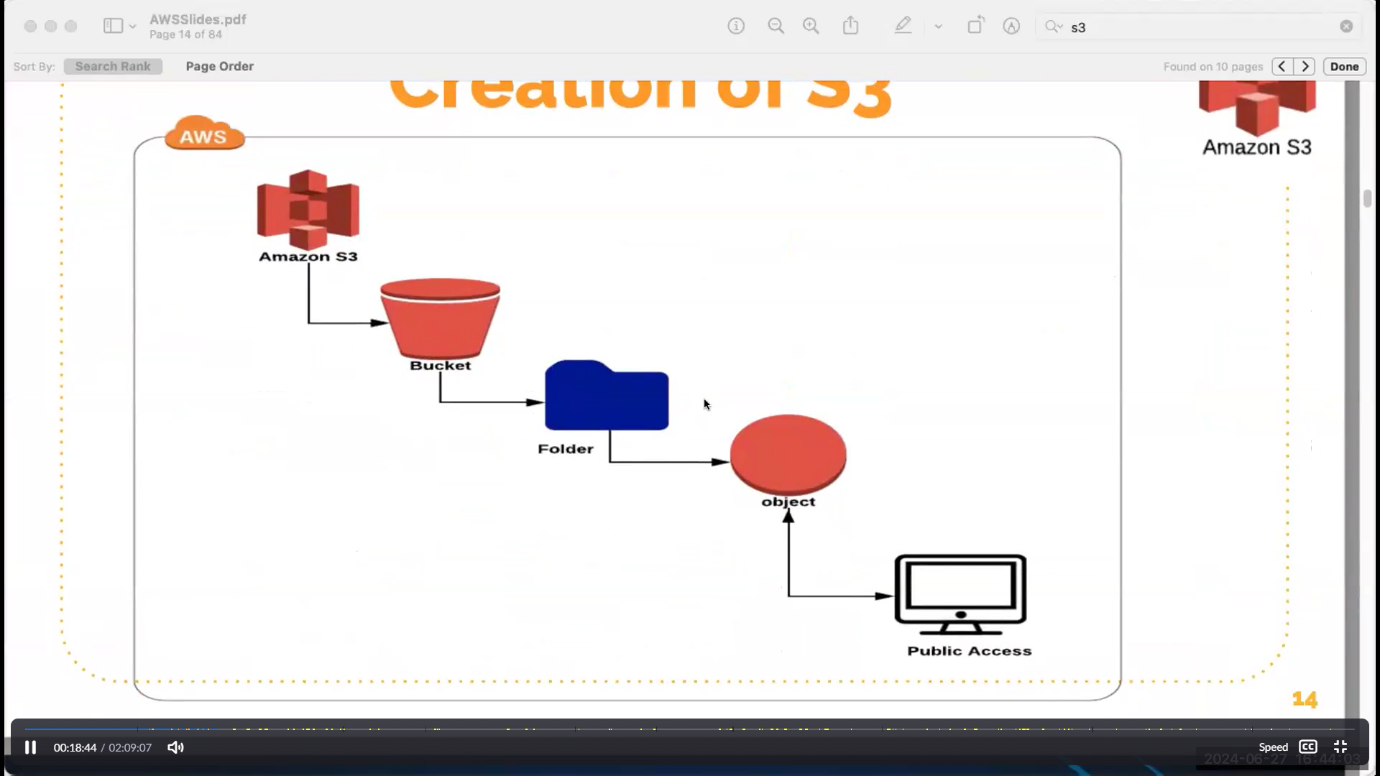 AWSSlides.pdf
Page 14 of 84
s3
Sort By: Search Rank Page Order
Found on 10 pages Done
Creation of S3
AWS
Amazon S3
Amazon S3
Bucket
Folder
object
Public Access
14
00:18:44 / 02:09:07
Speed CC
2024-06-27 16:44:03